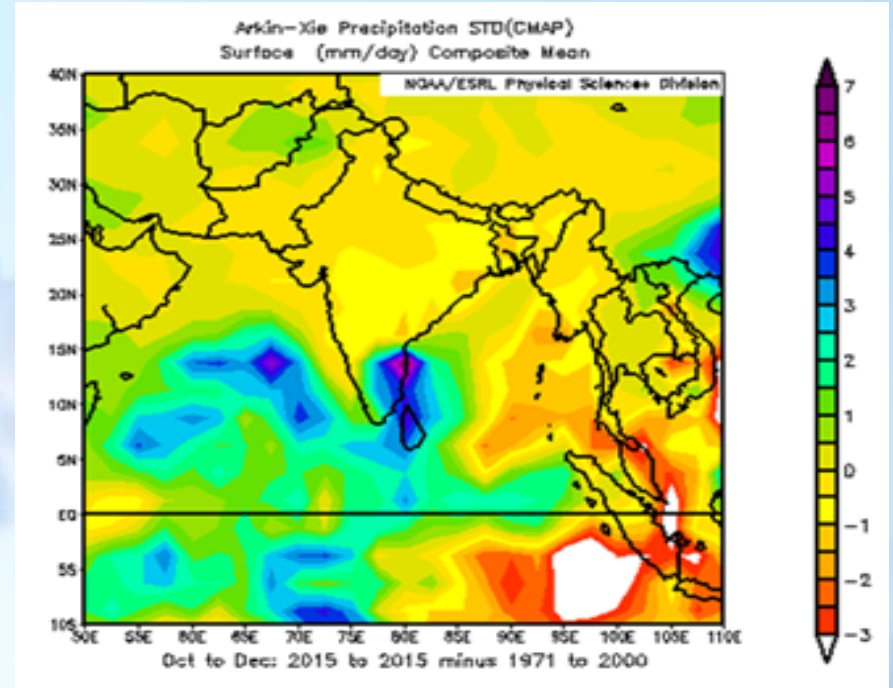 Arkin-Xie Precipitation STD(CMAP)
Surface (mm/day) Composite Mean
NOAA/ESRL Physical Sciences Division
40N
35N
30N
25N
20N
15N
10N
5N
EQ
5S
10S
50E 55E 60E 65E 70E 75E 80E 85E 90E 95E 100E 105E 110E
Oct to Dec: 2015 to 2015 minus 1971 to 2000
7
6
5
4
3
2
1
0
-1
-2
-3